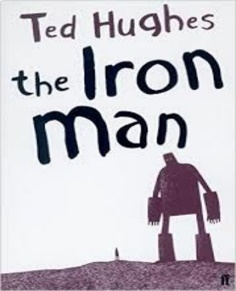 Ted Hughes
the Iron
man
ff